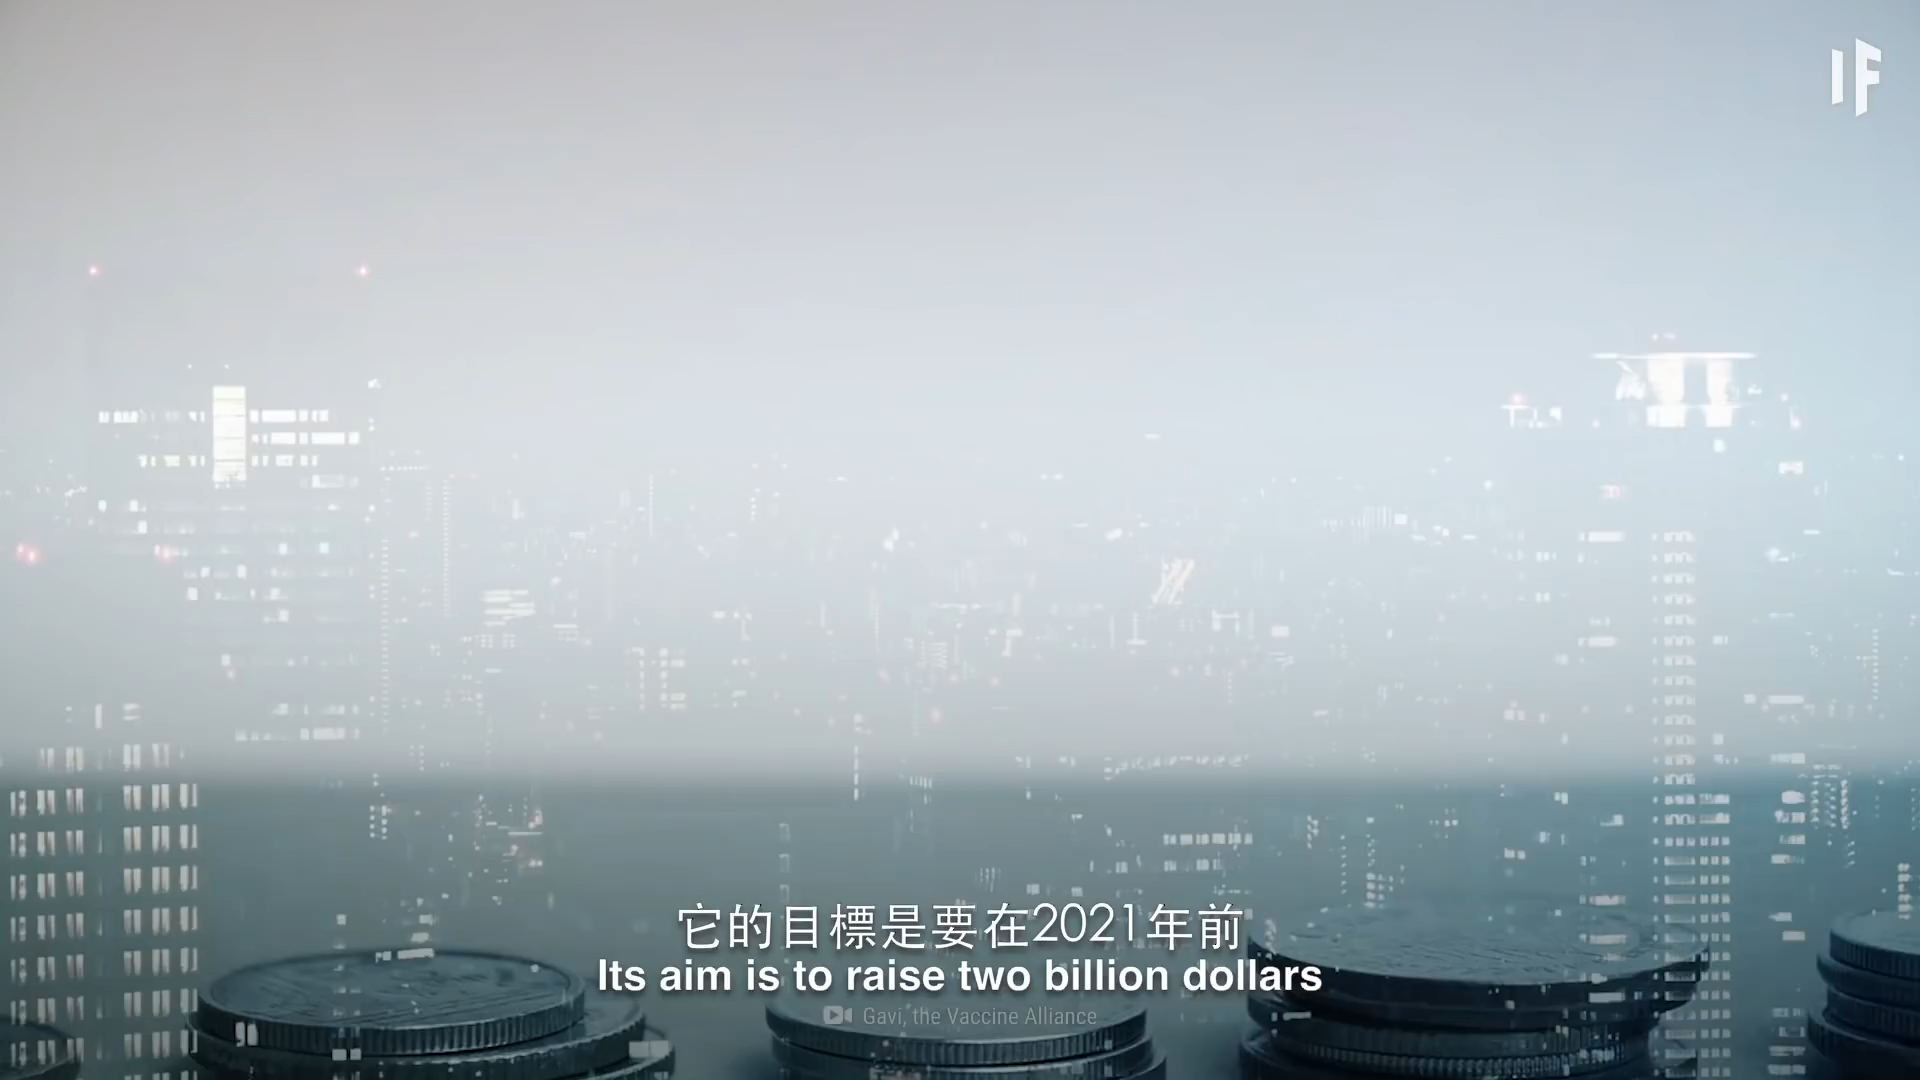 IF
它的目標是要在2021年前
Its aim is to raise two billion dollars
Gavi, the Vaccine Alliance